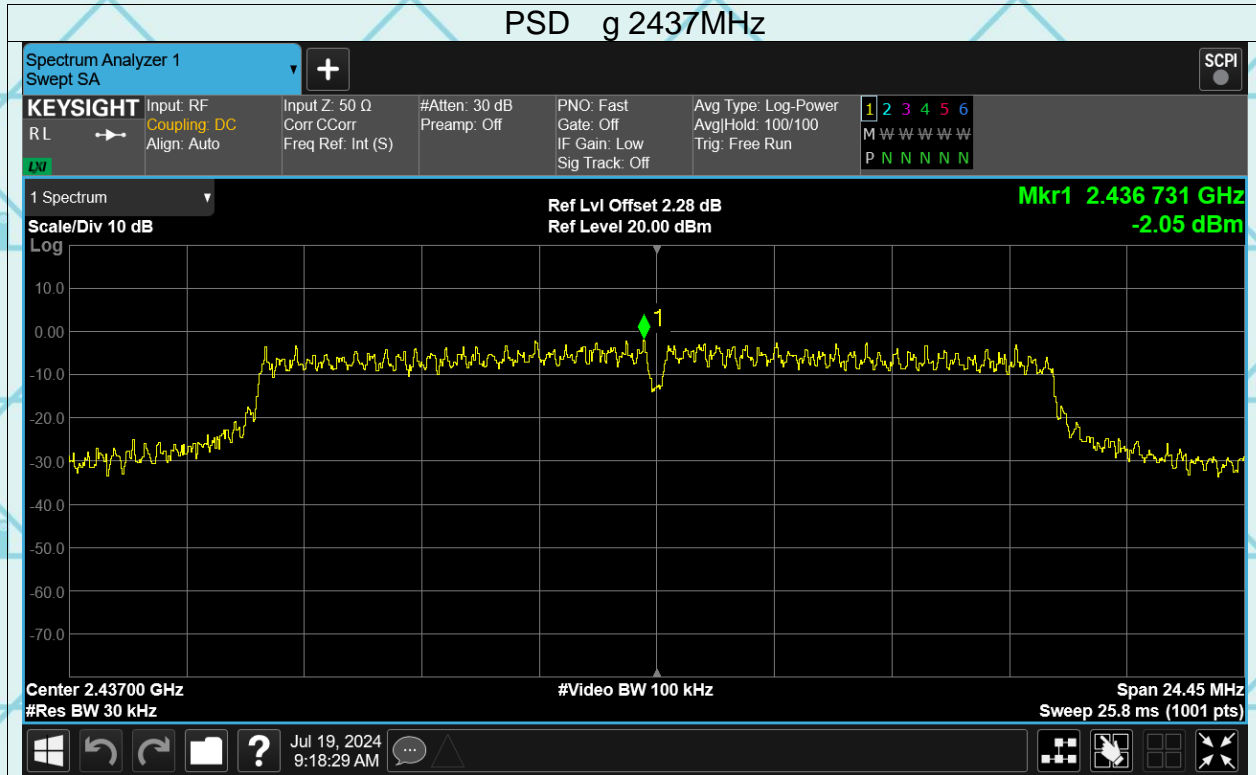 PSD g 2437MHz
Spectrum Analyzer 1
Swept SA
SCPI
KEYSIGHT
R L
LXI
Input: RF
Coupling: DC
Align: Auto
Input Z: 50 Ω
Corr CCorr
Freq Ref: Int (S)
#Atten: 30 dB
Preamp: Off
PNO: Fast
Gate: Off
IF Gain: Low
Sig Track: Off
Avg Type: Log-Power
Avg|Hold: 100/100
Trig: Free Run
1 2 3 4 5 6
M W W W W W
P N N N N N
1 Spectrum
Scale/Div 10 dB
Ref Lvl Offset 2.28 dB
Ref Level 20.00 dBm
Mkr1 2.436 731 GHz
-2.05 dBm
Log
10.0
0.00
-10.0
-20.0
-30.0
-40.0
-50.0
-60.0
-70.0
1
Center 2.43700 GHz
#Res BW 30 kHz
#Video BW 100 kHz
Span 24.45 MHz
Sweep 25.8 ms (1001 pts)
?
Jul 19, 2024
9:18:29 AM